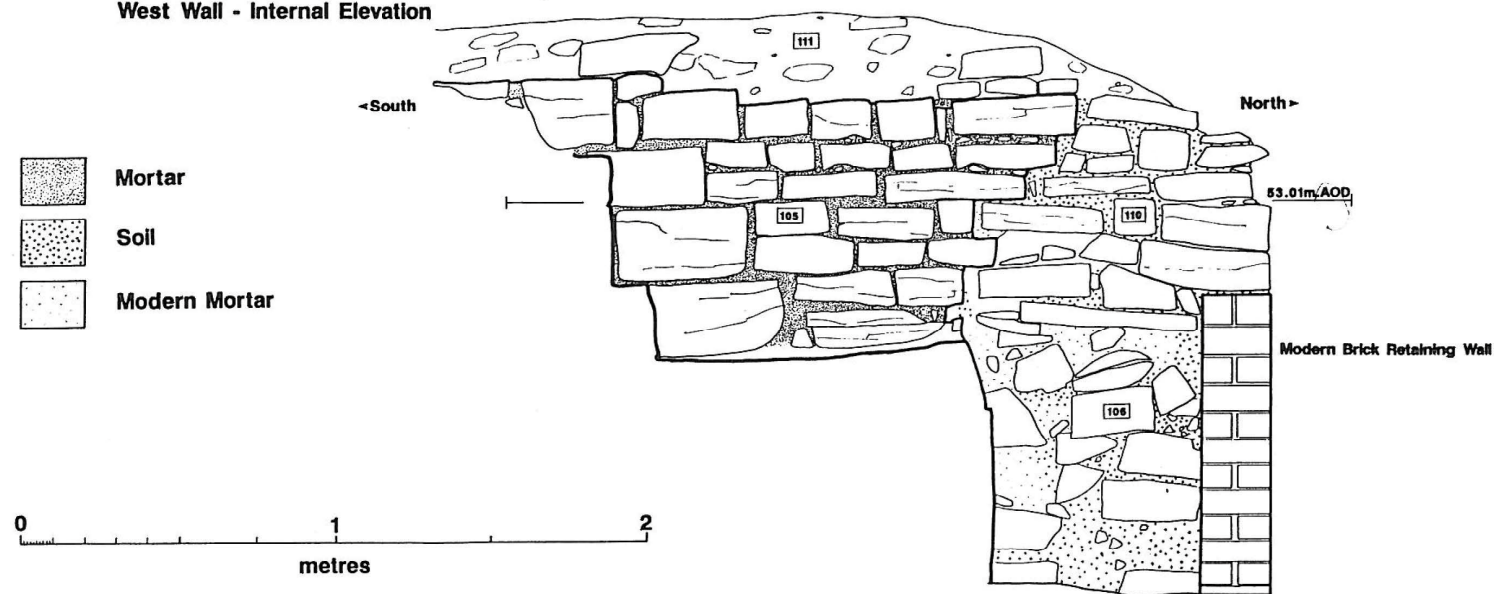 West Wall - Internal Elevation
111
◄South
North►
Mortar
53.01m AOD
105
110
Soil
Modern Mortar
Modern Brick Retaining Wall
106
0 1 2
metres